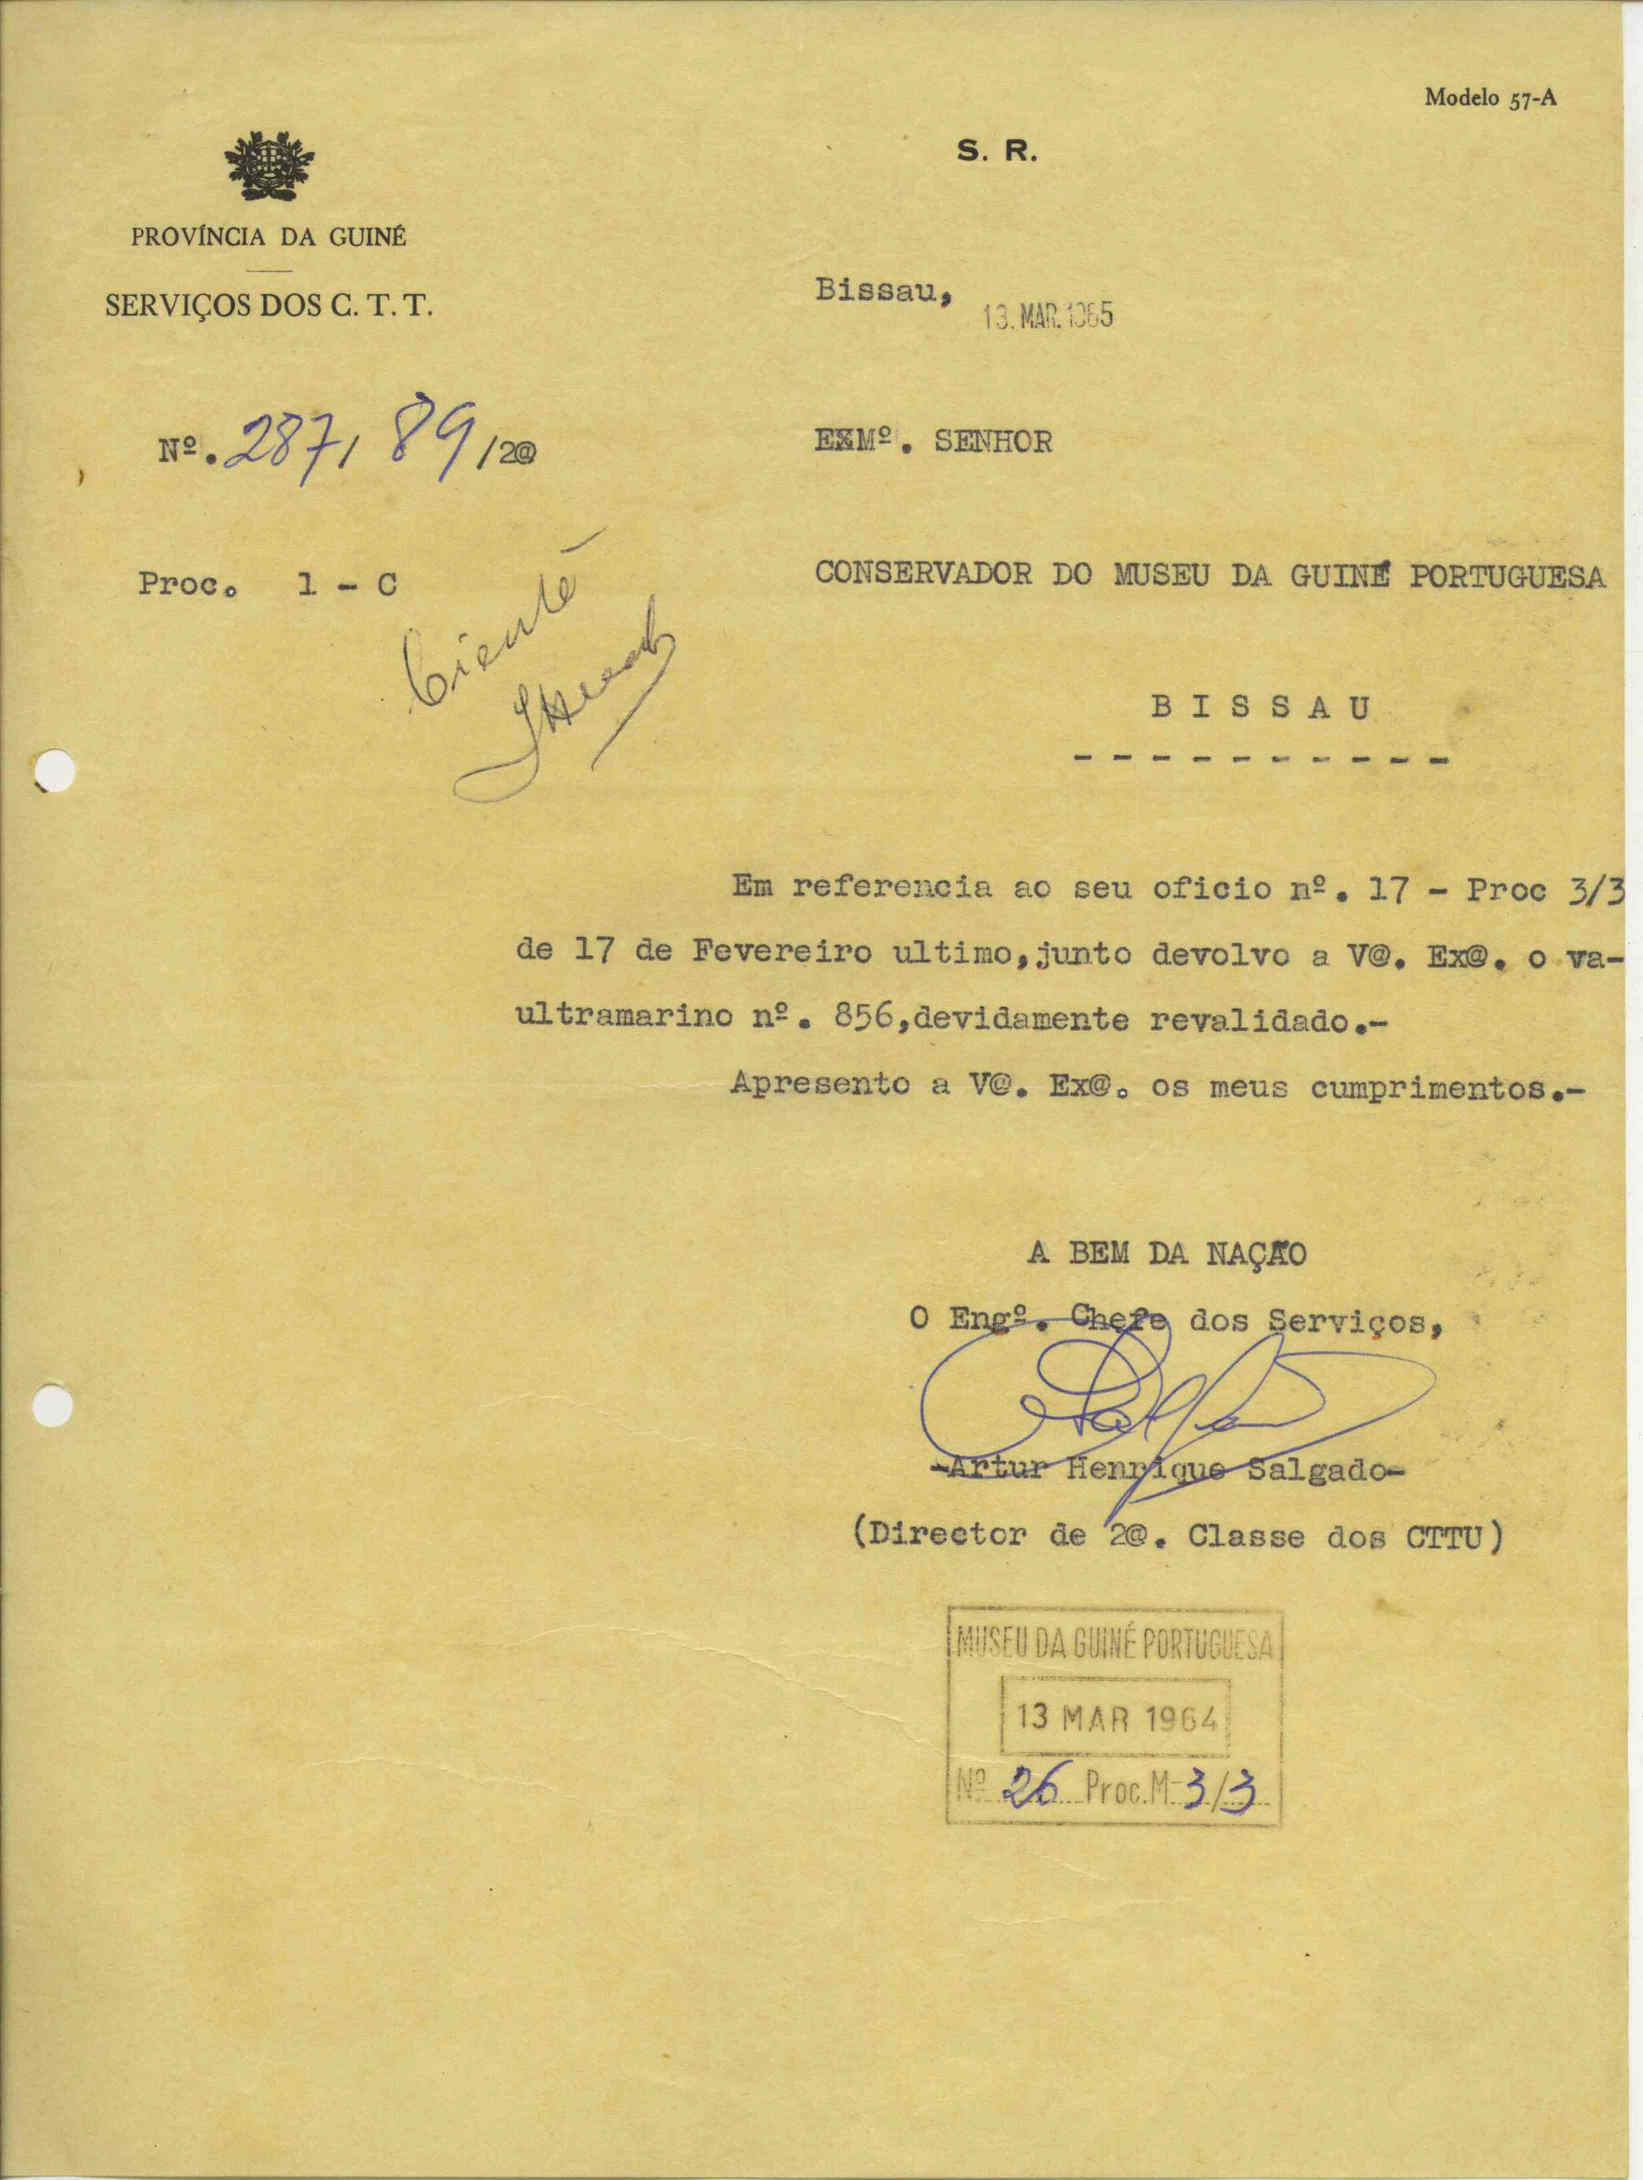 Modelo 57-A
S. R.
PROVÍNCIA DA GUINÉ
SERVIÇOS DOS C. T. T.
Bissau,
13. MAR. 1965
Nº. 287, 89/2@
EXMº. SENHOR
Proc. 1 - C
CONSERVADOR DO MUSEU DA GUINÉ PORTUGUESA
Ciente
B I S S A U
- - - - - - - - - -
Em referencia ao seu oficio nº. 17 - Proc 3/3
de 17 de Fevereiro ultimo,junto devolvo a V@. Ex@. o va-
ultramarino nº. 856,devidamente revalidado.-
Apresento a V@. Ex@. os meus cumprimentos.-
A BEM DA NAÇÃO
O Engº. Chefe dos Serviços,
-Artur Henrique Salgado-
(Director de 2@. Classe dos CTTU)
MUSEU DA GUINÉ PORTUGUESA
13 MAR 1964
Nº 26 Proc. M-3/3